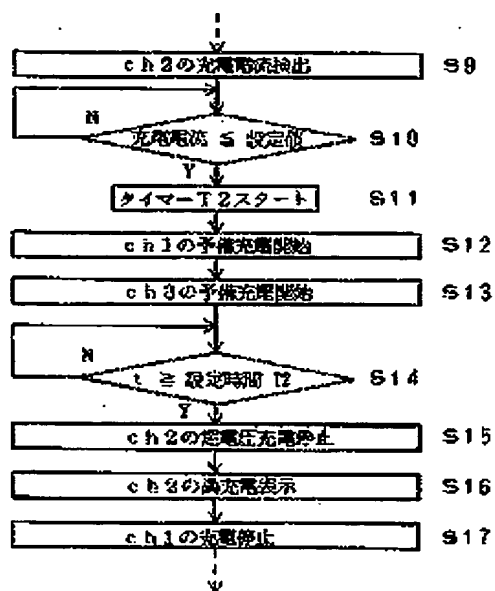 ch2の充電電流検出 S9
N
充電電流 ≦ 設定値 S10
Y
タイマーT2スタート S11
ch1の予備充電開始 S12
ch3の予備充電開始 S13
N
t ≧ 設定時間 T2 S14
Y
ch2の定電圧充電停止 S15
ch2の満充電表示 S16
ch1の充電停止 S17